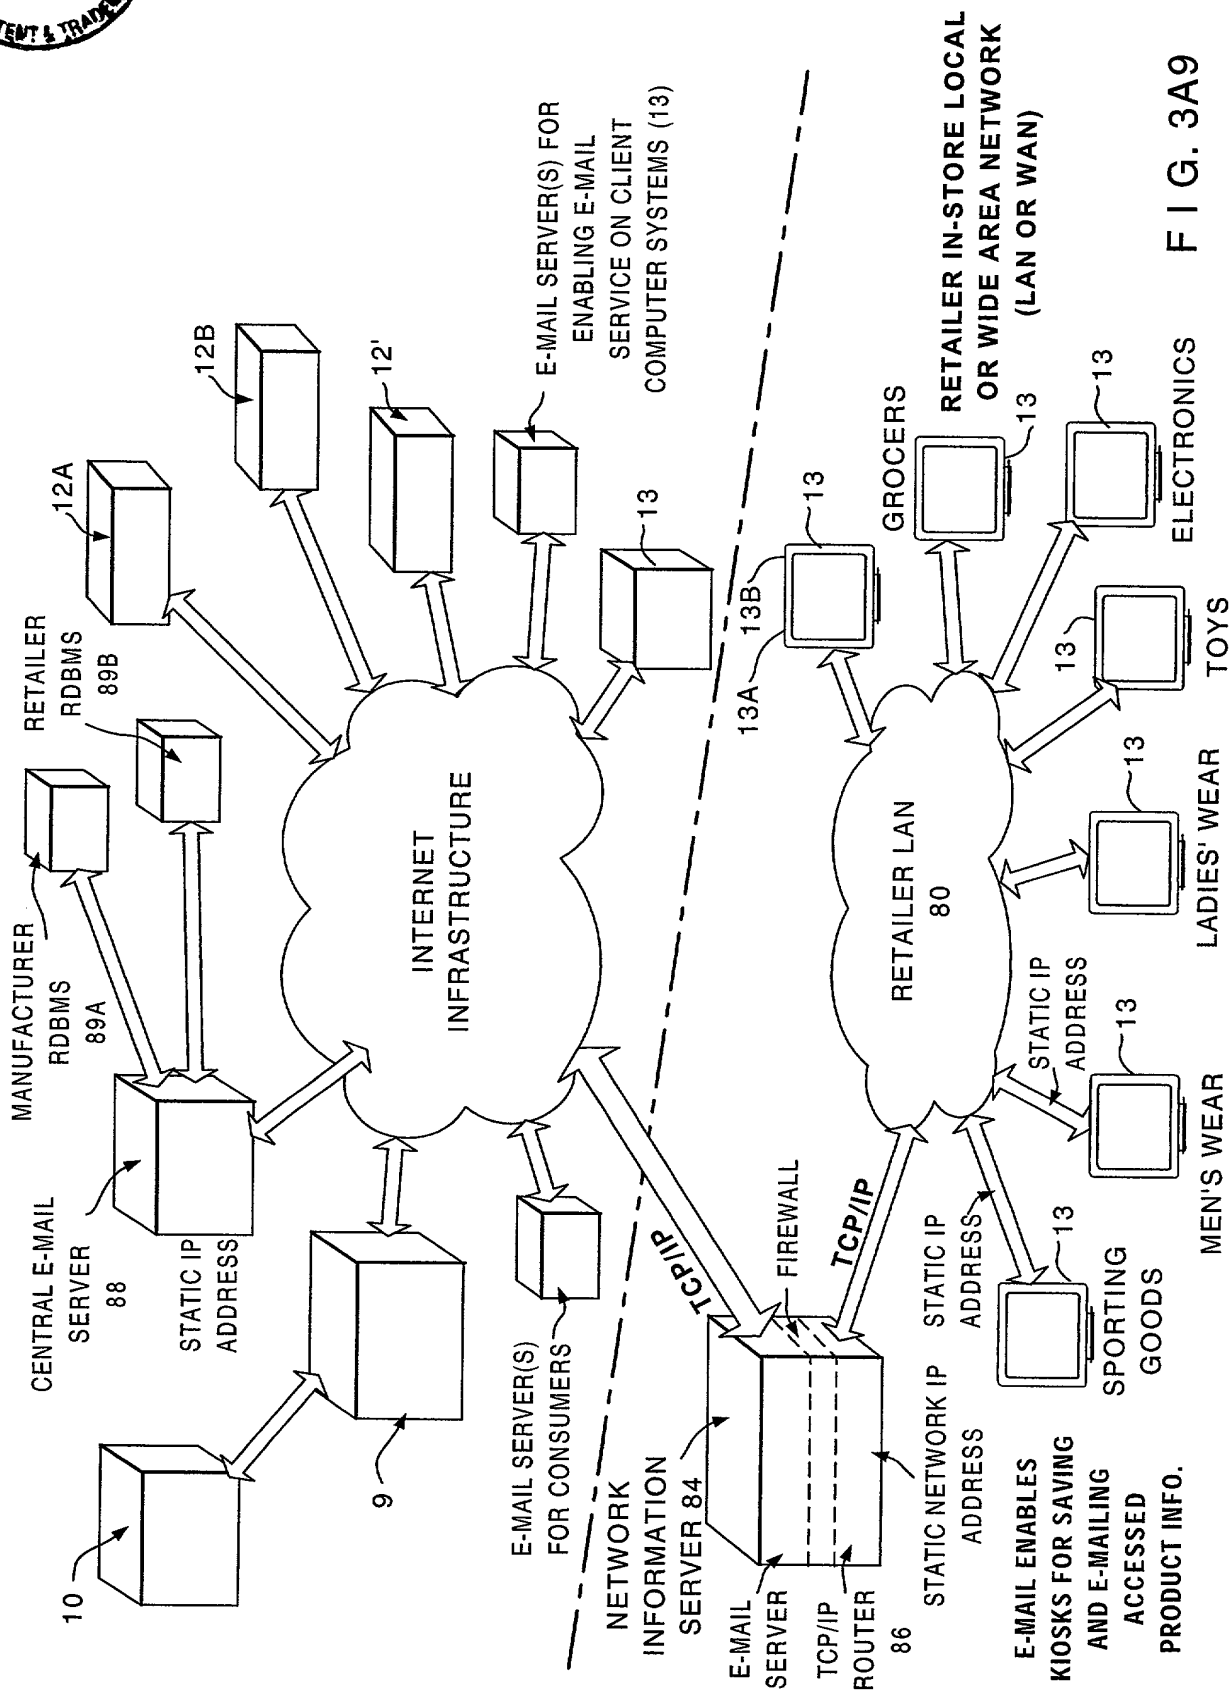 TENT & TRADE
10
9
CENTRAL E-MAIL
SERVER
88
STATIC IP
ADDRESS
MANUFACTURER
RDBMS
89A
RETAILER
RDBMS
89B
12A
12B
12'
E-MAIL SERVER(S) FOR
ENABLING E-MAIL
SERVICE ON CLIENT
COMPUTER SYSTEMS (13)
13
INTERNET
INFRASTRUCTURE
E-MAIL SERVER(S)
FOR CONSUMERS
NETWORK
INFORMATION
SERVER 84
TCP/IP
FIREWALL
TCP/IP
E-MAIL
SERVER
TCP/IP
ROUTER
86
STATIC NETWORK IP
ADDRESS
RETAILER LAN
80
13A
13B
13
GROCERS
13
RETAILER IN-STORE LOCAL
OR WIDE AREA NETWORK
(LAN OR WAN)
13
ELECTRONICS
13
TOYS
13
LADIES' WEAR
STATIC IP
ADDRESS
13
MEN'S WEAR
STATIC IP
ADDRESS
13
SPORTING
GOODS
E-MAIL ENABLES
KIOSKS FOR SAVING
AND E-MAILING
ACCESSED
PRODUCT INFO.
F I G. 3A9